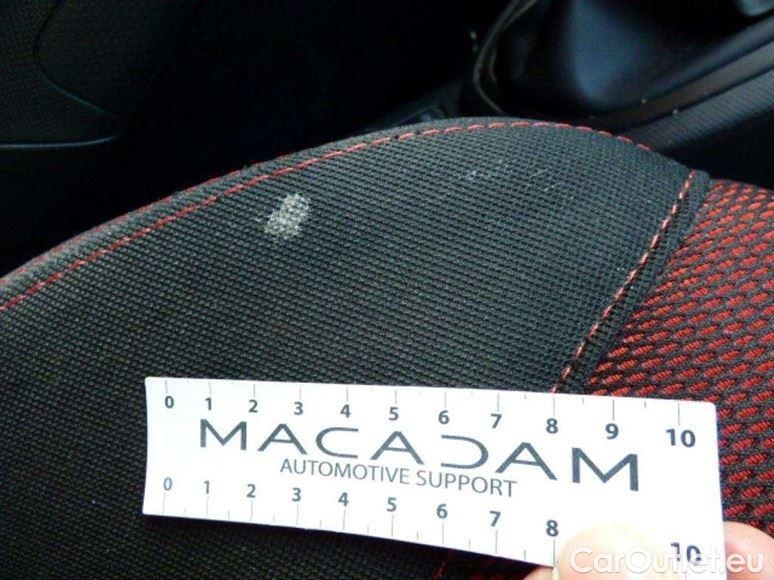 0 1 2 3 4 5 6 7 8 9 10
MACADAM
AUTOMOTIVE SUPPORT
0 1 2 3 4 5 6 7 8 10
CarOutlet.eu